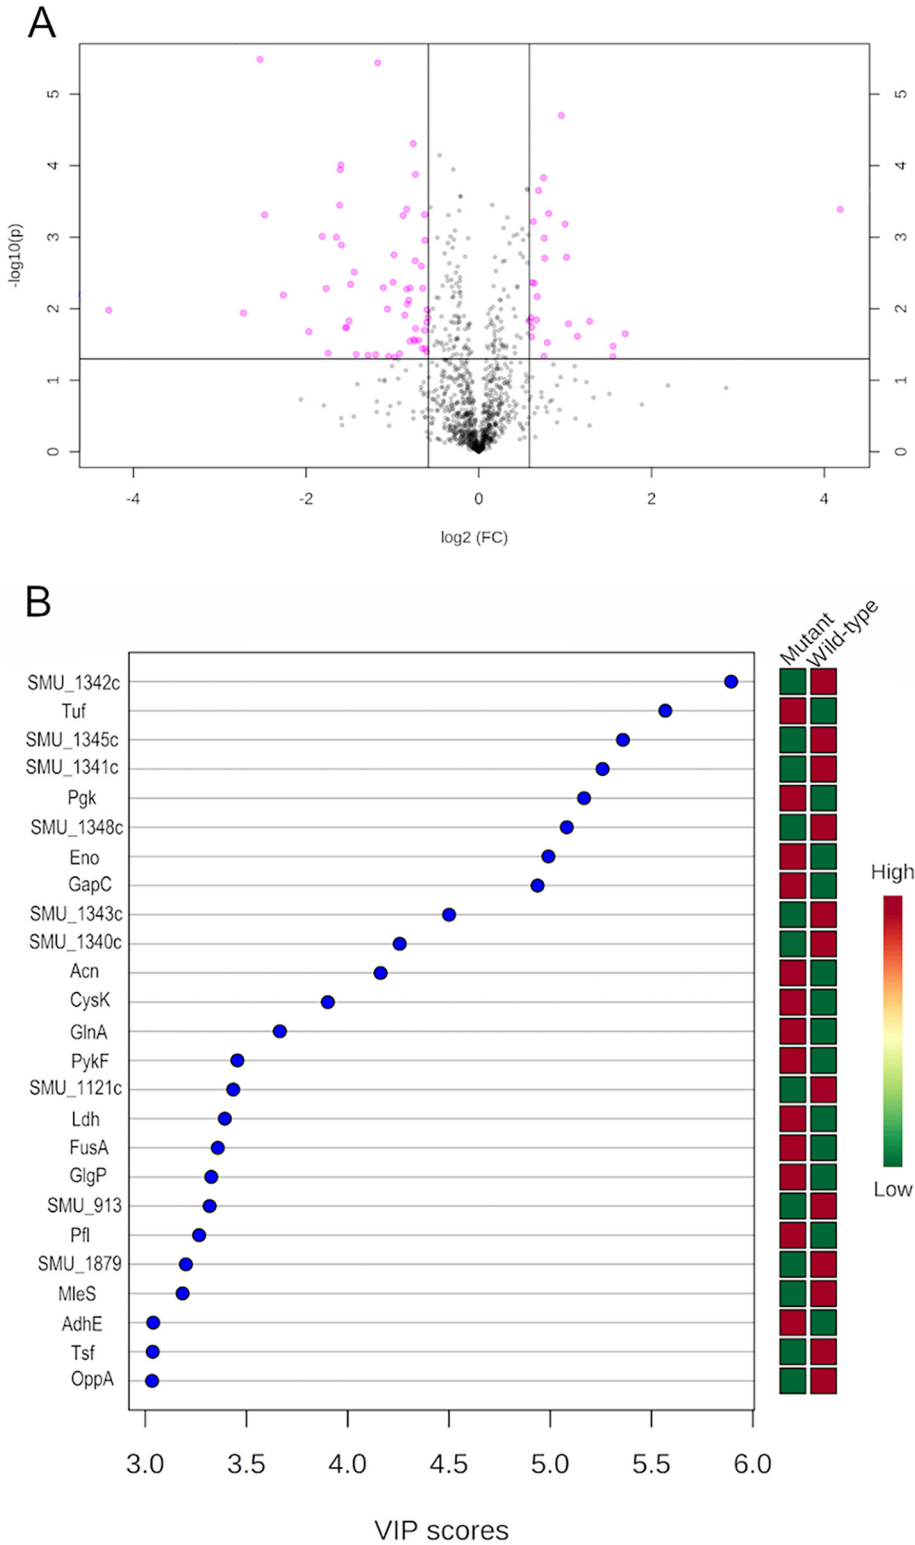 A
5 5
4 4
3 3
2 2
1 1
0 0
-log10(p)
-4 -2 0 2 4
log2 (FC)
B
Mutant
Wild-type
SMU_1342c
Tuf
SMU_1345c
SMU_1341c
Pgk
SMU_1348c
Eno
GapC
SMU_1343c
SMU_1340c
Acn
CysK
GlnA
PykF
SMU_1121c
Ldh
FusA
GlgP
SMU_913
Pfl
SMU_1879
MleS
AdhE
Tsf
OppA
High
Low
3.0 3.5 4.0 4.5 5.0 5.5 6.0
VIP scores